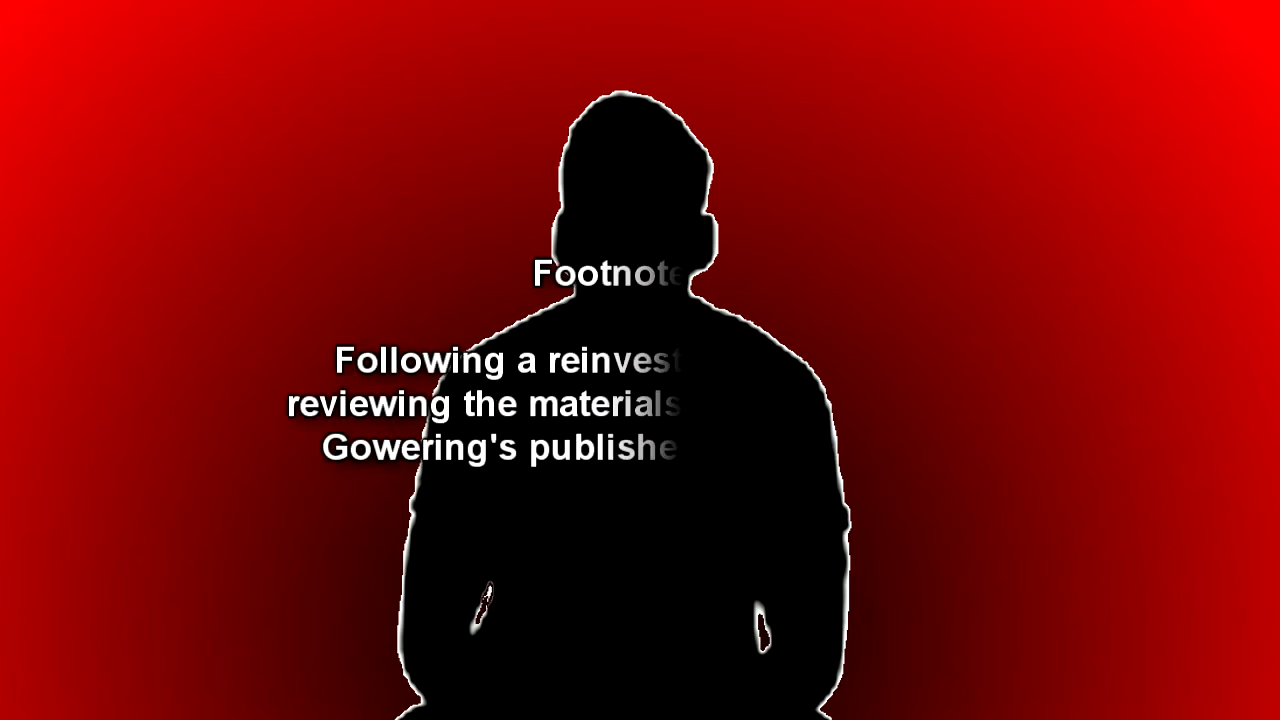 Footnote
Following a reinvest
reviewing the materials
Gowering's publishe